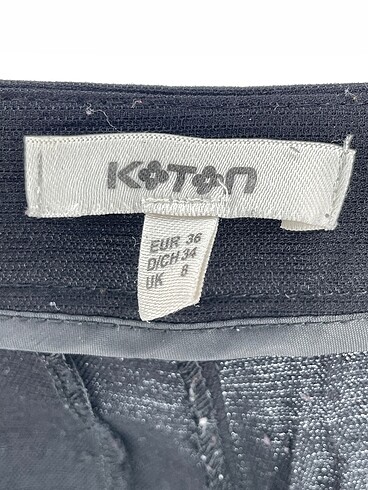 KOTON
EUR 36
D/CH 34
UK 8